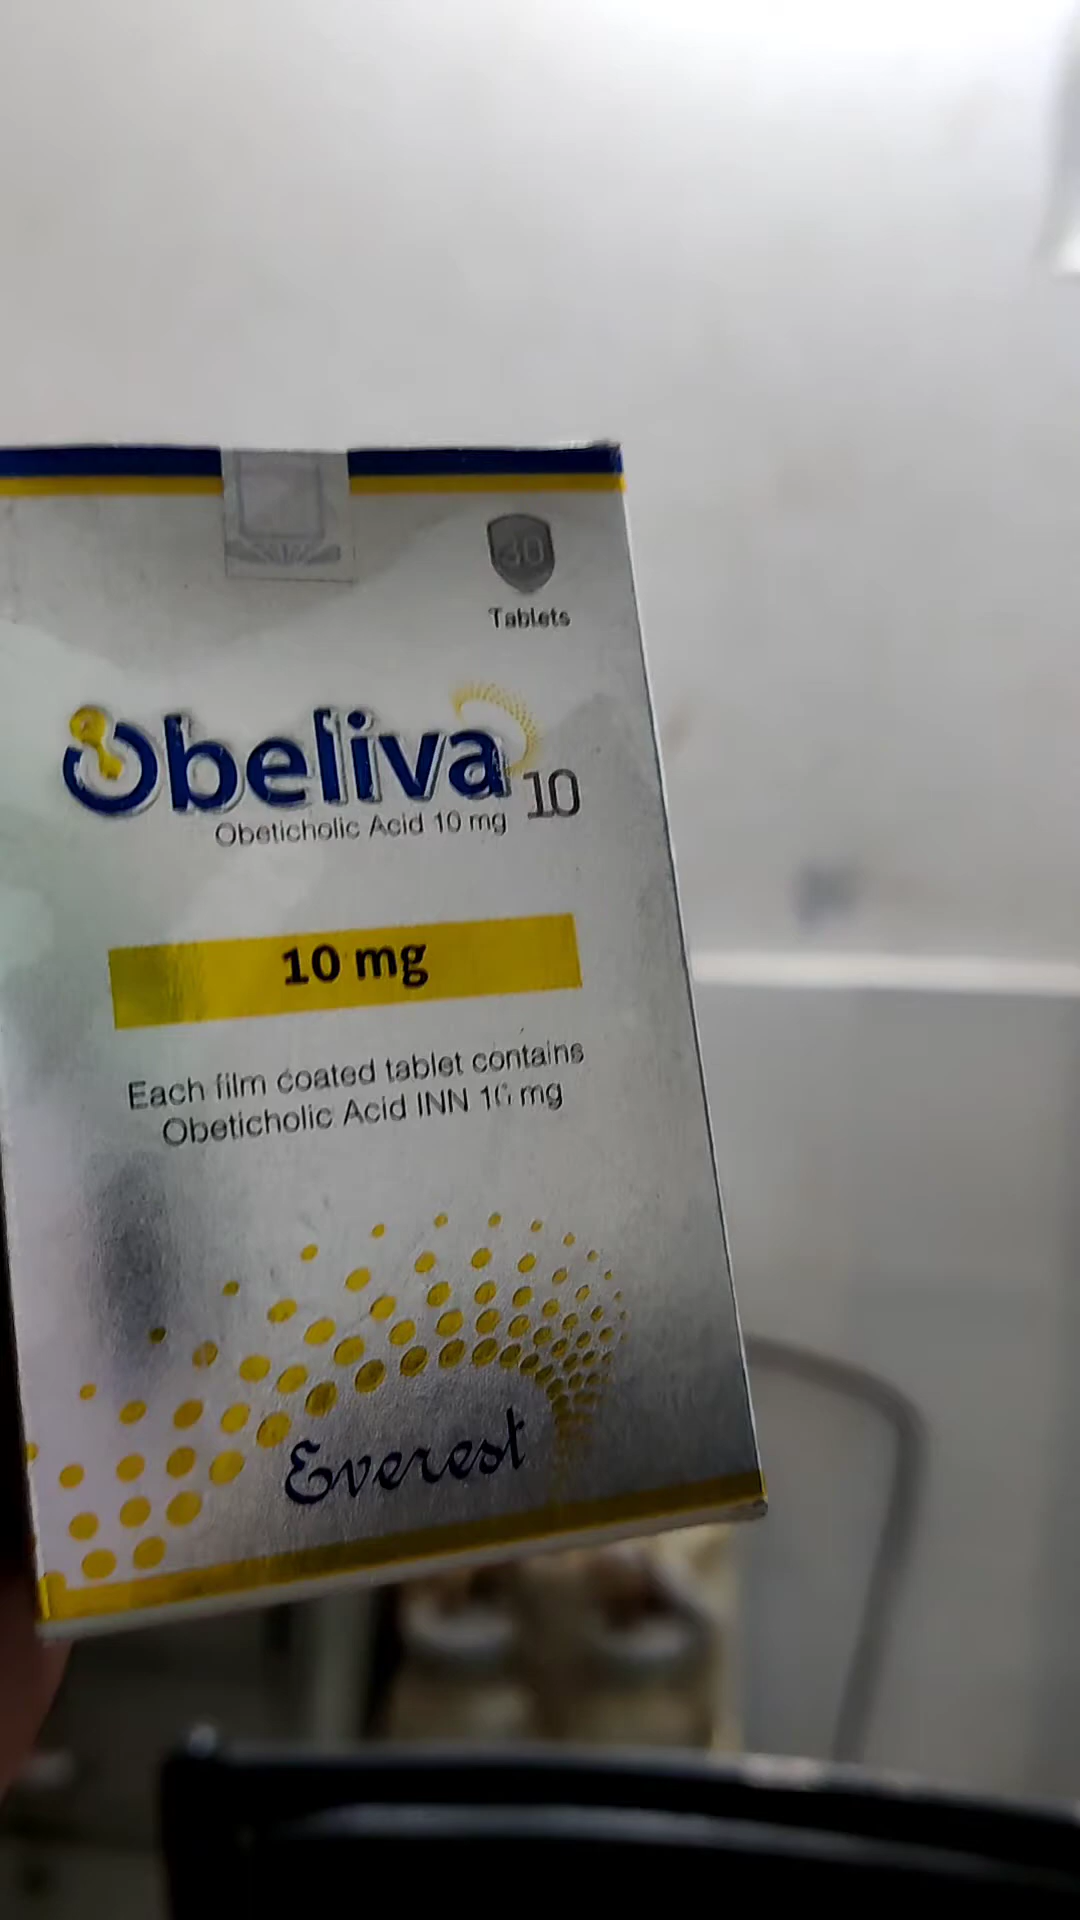 30
Tablets
Obeliva 10
Obeticholic Acid 10 mg
10 mg
Each film coated tablet contains
Obeticholic Acid INN 10 mg
Everest